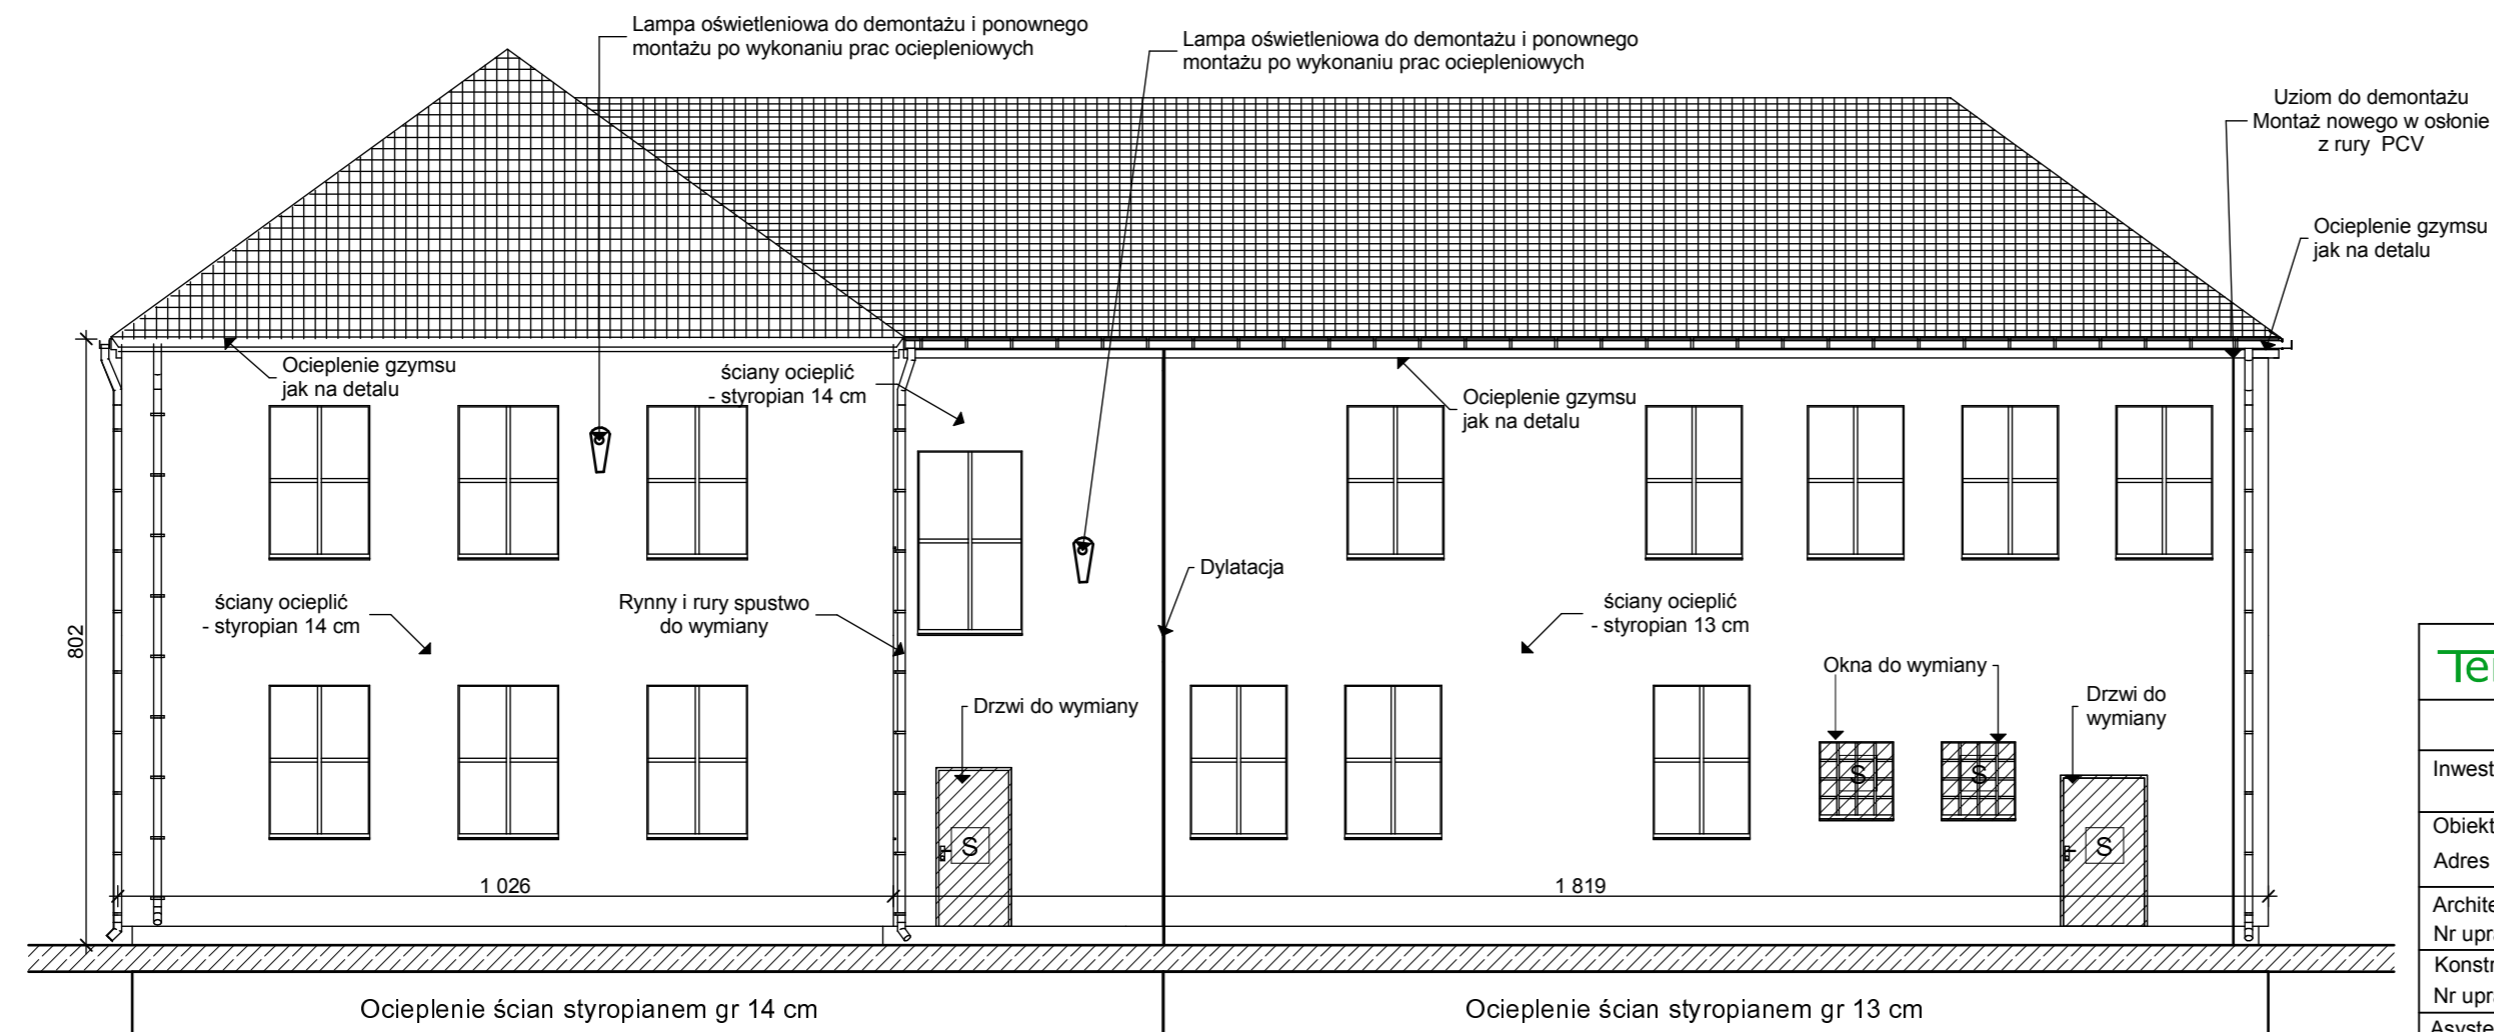 Lampa oświetleniowa do demontażu i ponownego
montażu po wykonaniu prac ociepleniowych
Lampa oświetleniowa do demontażu i ponownego
montażu po wykonaniu prac ociepleniowych
Uziom do demontażu
Montaż nowego w osłonie
z rury PCV
Ocieplenie gzymsu
jak na detalu
Ocieplenie gzymsu
jak na detalu
ściany ocieplić
- styropian 14 cm
Ocieplenie gzymsu
jak na detalu
Dylatacja
ściany ocieplić
- styropian 14 cm
Rynny i rury spustwo
do wymiany
ściany ocieplić
- styropian 13 cm
802
Okna do wymiany
Drzwi do wymiany
Drzwi do
wymiany
S
S
S
S
1 026
1 819
Ocieplenie ścian styropianem gr 14 cm
Ocieplenie ścian styropianem gr 13 cm
Inwest
Obiekt
Adres
Archite
Nr upra
Konstr
Nr upra